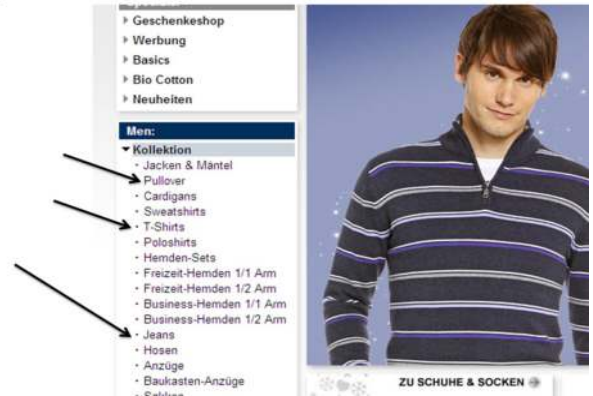 Geschenkeshop
Werbung
Basics
Bio Cotton
Neuheiten
Men:
Kollektion
Jacken & Mäntel
Pullover
Cardigans
Sweatshirts
T-Shirts
Poloshirts
Hemden-Sets
Freizeit-Hemden 1/1 Arm
Freizeit-Hemden 1/2 Arm
Business-Hemden 1/1 Arm
Business-Hemden 1/2 Arm
Jeans
Hosen
Anzüge
Baukasten-Anzüge
ZU SCHUHE & SOCKEN